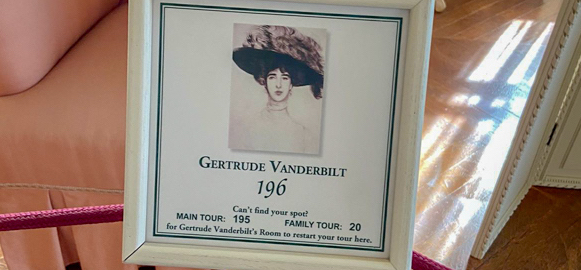 GERTRUDE VANDERBILT
196
Can't find your spot?
MAIN TOUR: 195 FAMILY TOUR: 20
for Gertrude Vanderbilt's Room to restart your tour here.